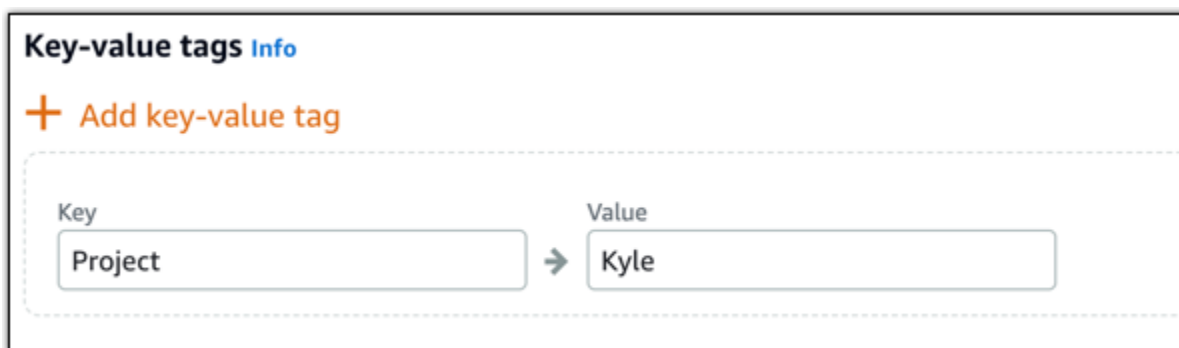 Key-value tags Info
+ Add key-value tag
Key Value
Project → Kyle